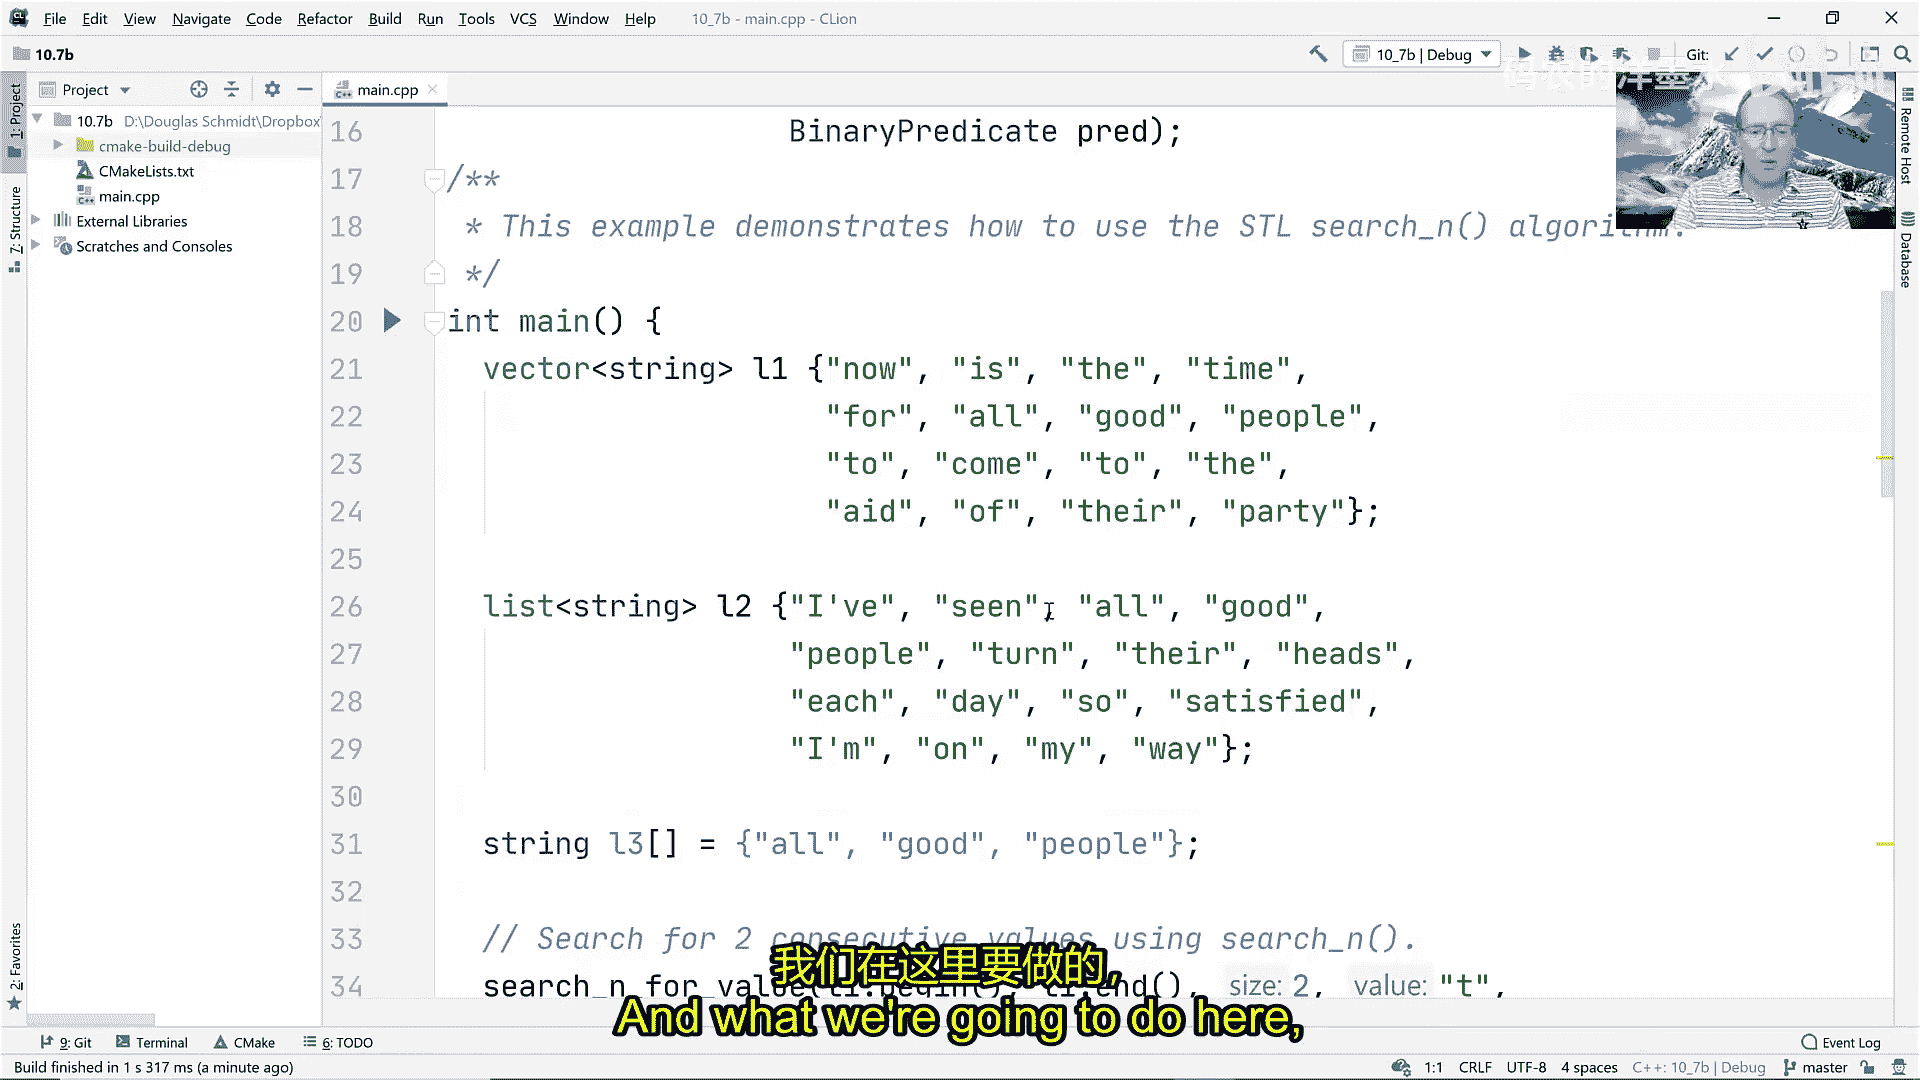 File Edit View Navigate Code Refactor Build Run Tools VCS Window Help 10_7b - main.cpp - CLion
10.7b 10_7b | Debug Git:
Project main.cpp
1: Project
7: Structure
2: Favorites
Remote Host
Database
10.7b D:\Douglas Schmidt\Dropbox
cmake-build-debug
CMakeLists.txt
main.cpp
External Libraries
Scratches and Consoles
16 BinaryPredicate pred);
17 /**
18 * This example demonstrates how to use the STL search_n() algorithm.
19 */
20 int main() {
21 vector<string> l1 {"now", "is", "the", "time",
22 "for", "all", "good", "people",
23 "to", "come", "to", "the",
24 "aid", "of", "their", "party"};
25
26 list<string> l2 {"I've", "seen", "all", "good",
27 "people", "turn", "their", "heads",
28 "each", "day", "so", "satisfied",
29 "I'm", "on", "my", "way"};
30
31 string l3[] = {"all", "good", "people"};
32
33 // Search for 2 consecutive values using search_n().
34 search_n_for_value(l1.begin(), l1.end(), size: 2, value: "t",
我们在这里要做的,
And what we're going to do here,
9: Git Terminal CMake 6: TODO Event Log
Build finished in 1 s 317 ms (a minute ago) 1:1 CRLF UTF-8 4 spaces C++: 10_7b | Debug master